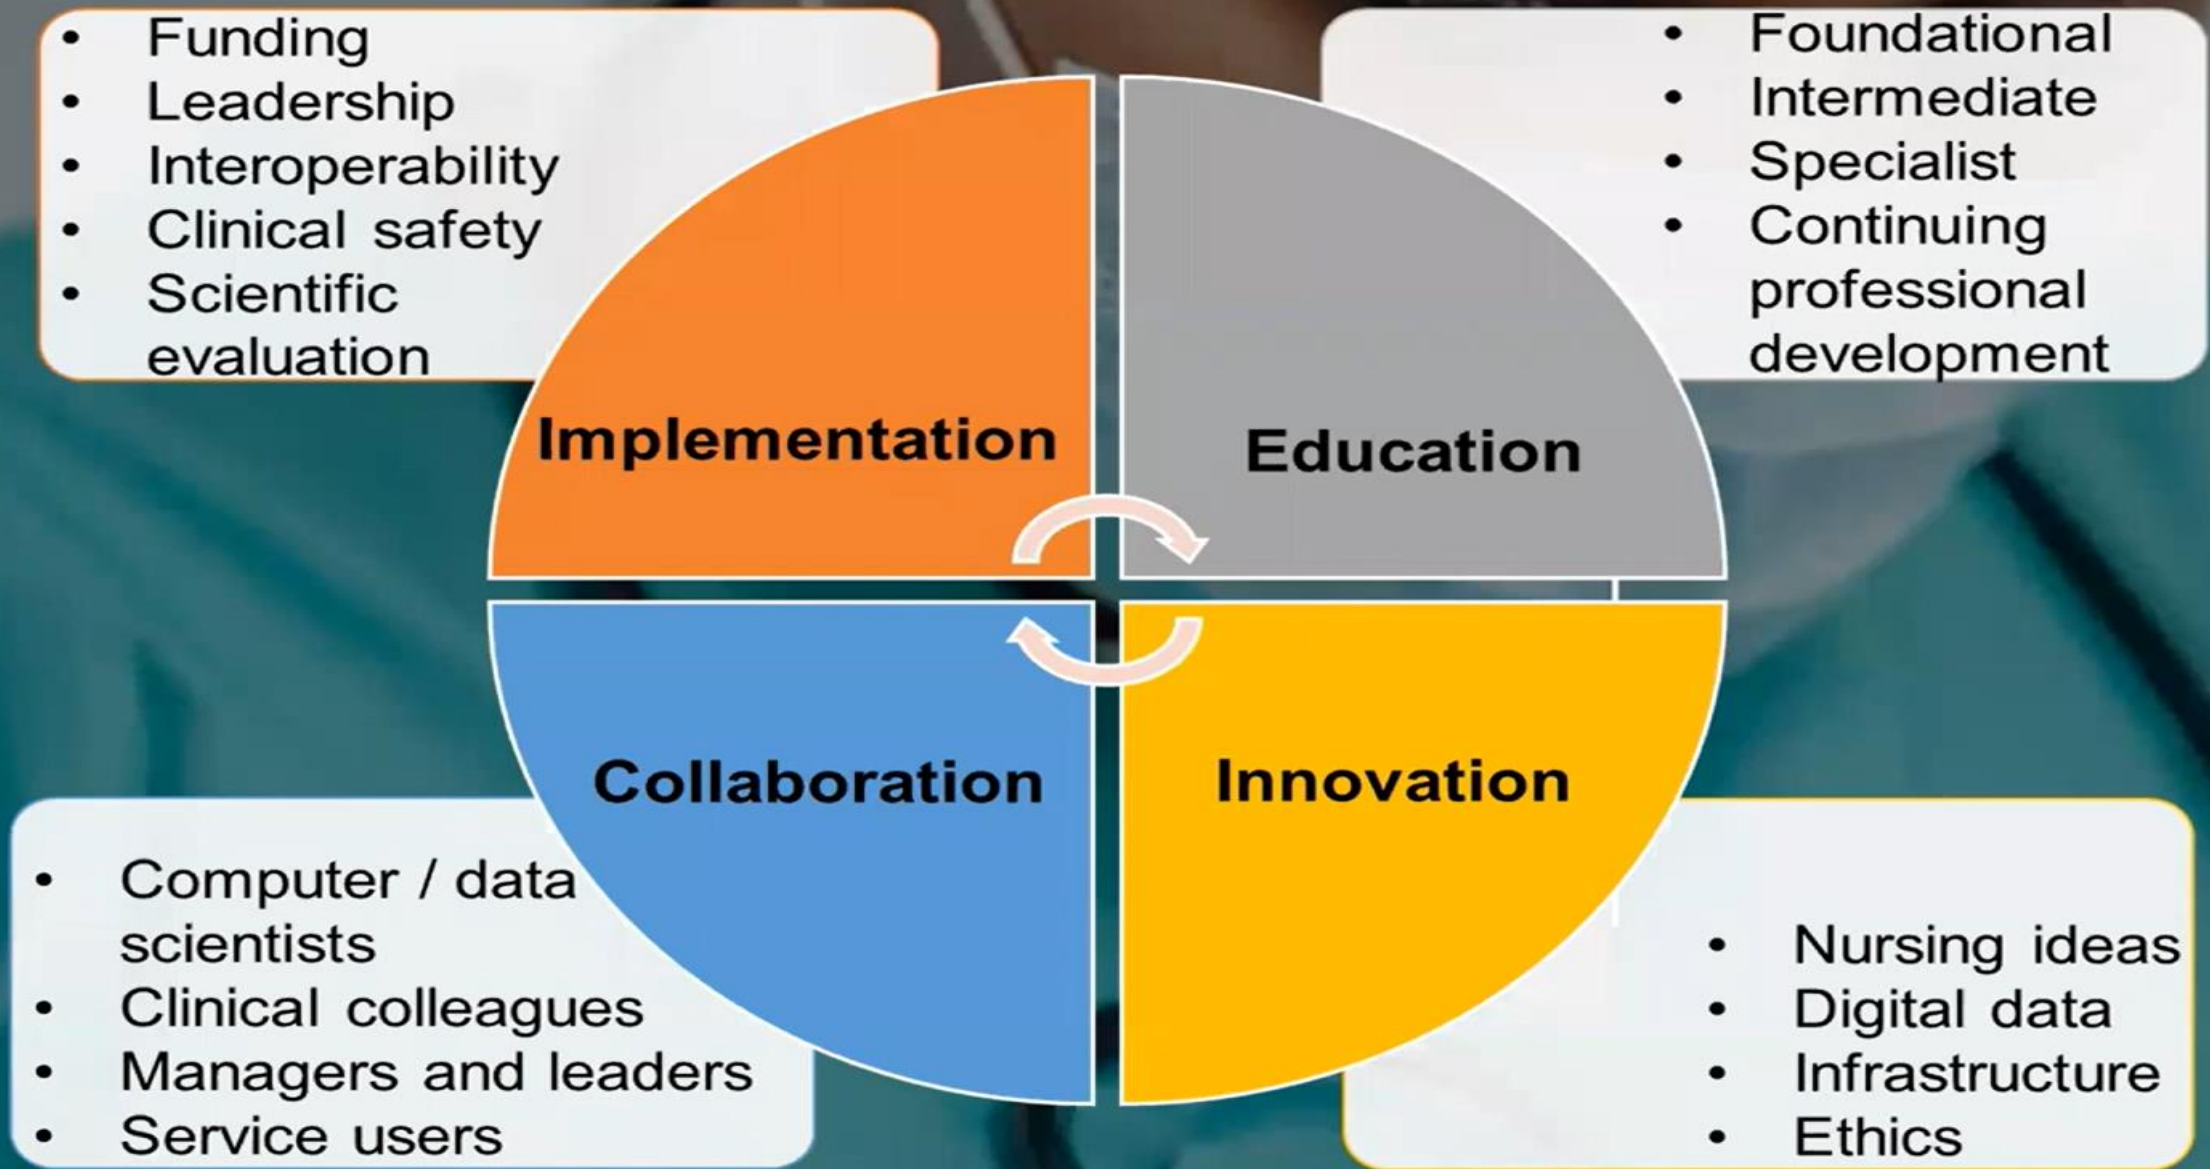 • Funding
• Leadership
• Interoperability
• Clinical safety
• Scientific
evaluation
• Foundational
• Intermediate
• Specialist
• Continuing
professional
development
Implementation
Education
Collaboration
Innovation
• Computer / data
scientists
• Clinical colleagues
• Managers and leaders
• Service users
• Nursing ideas
• Digital data
• Infrastructure
• Ethics